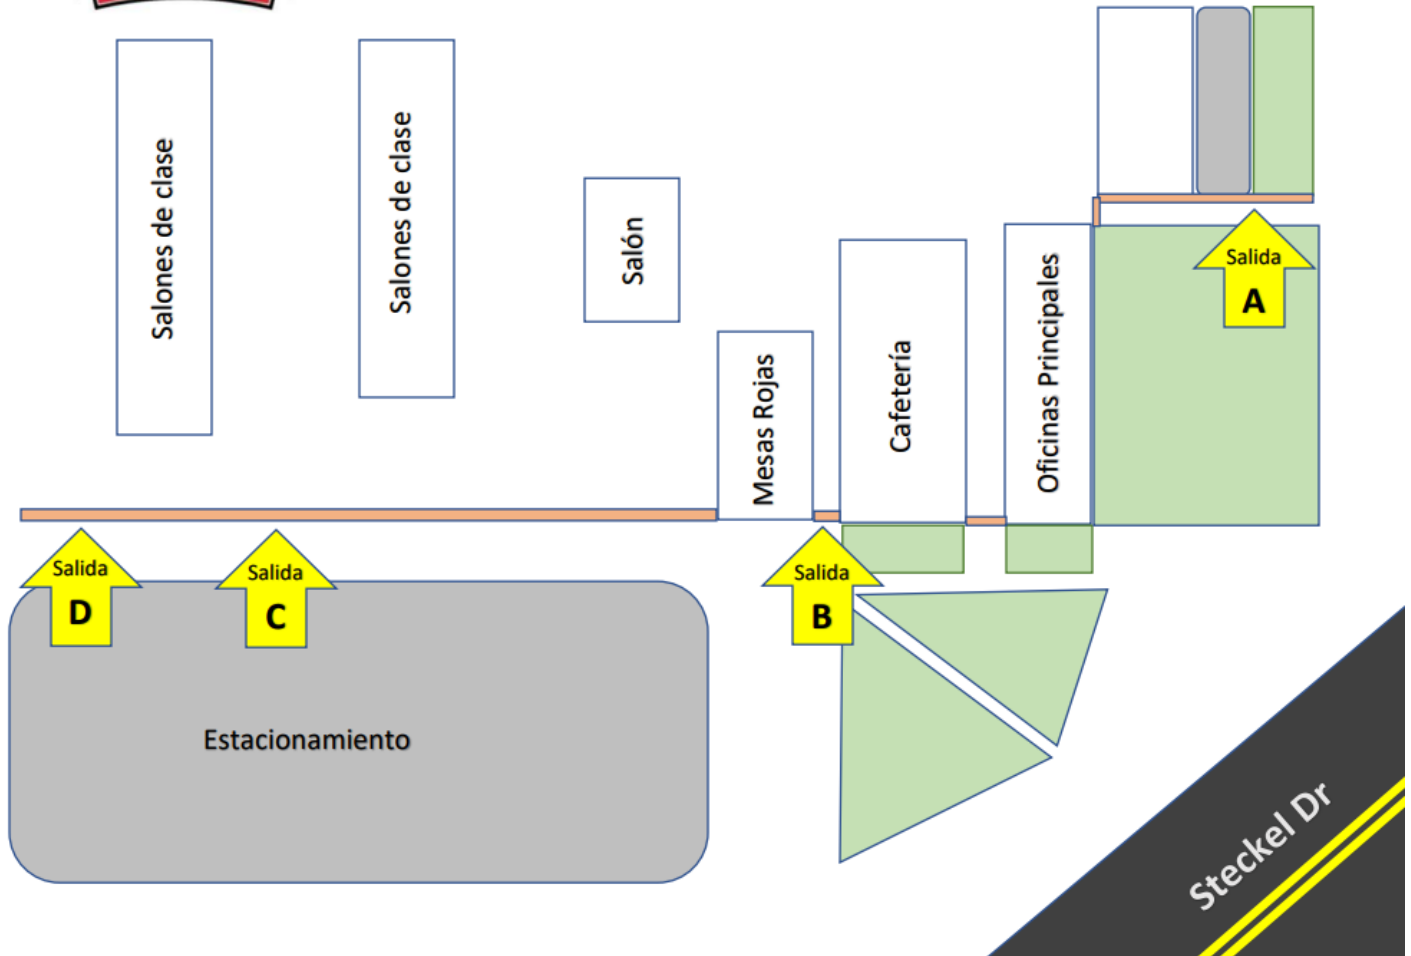 Salones de clase
Salones de clase
Salón
Mesas Rojas
Cafetería
Oficinas Principales
Salida
A
Salida
D
Salida
C
Salida
B
Estacionamiento
Steckel Dr